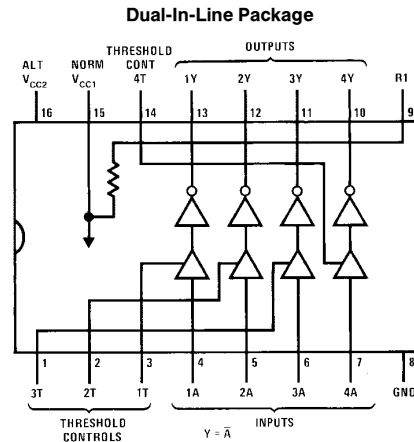 Dual-In-Line Package
ALT
V_CC2
NORM
V_CC1
THRESHOLD
CONT
4T
OUTPUTS
1Y 2Y 3Y 4Y
R1
16 15 14 13 12 11 10 9
1 2 3 4 5 6 7 8
3T 2T 1T 1A 2A 3A 4A GND
THRESHOLD
CONTROLS
INPUTS
Y = A̅